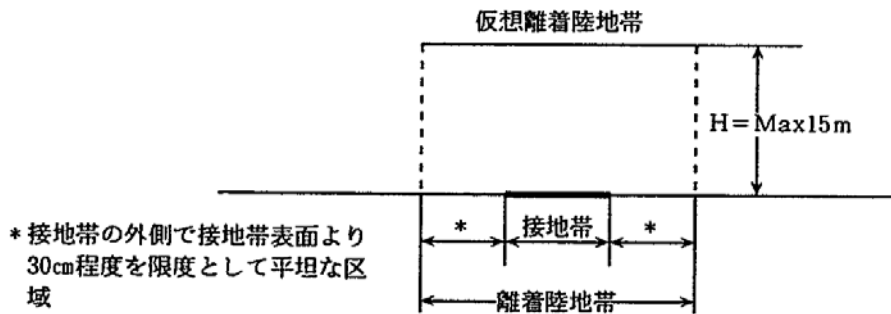 仮想離着陸地帯
H＝Max15m
* 接地帯 *
*接地帯の外側で接地帯表面より
30㎝程度を限度として平坦な区
域
離着陸地帯